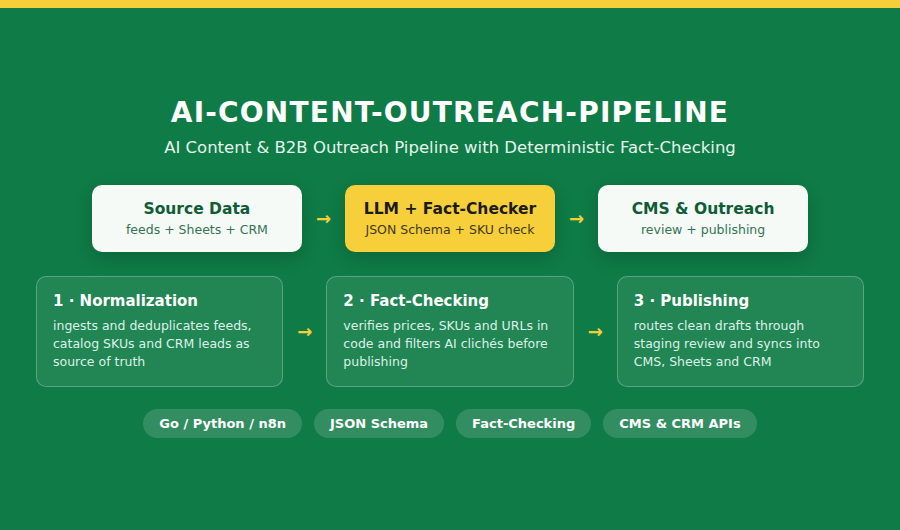 AI-CONTENT-OUTREACH-PIPELINE
AI Content & B2B Outreach Pipeline with Deterministic Fact-Checking
Source Data
feeds + Sheets + CRM
→
LLM + Fact-Checker
JSON Schema + SKU check
→
CMS & Outreach
review + publishing
1 · Normalization
ingests and deduplicates feeds,
catalog SKUs and CRM leads as
source of truth
→
2 · Fact-Checking
verifies prices, SKUs and URLs in
code and filters AI clichés before
publishing
→
3 · Publishing
routes clean drafts through
staging review and syncs into
CMS, Sheets and CRM
Go / Python / n8n
JSON Schema
Fact-Checking
CMS & CRM APIs